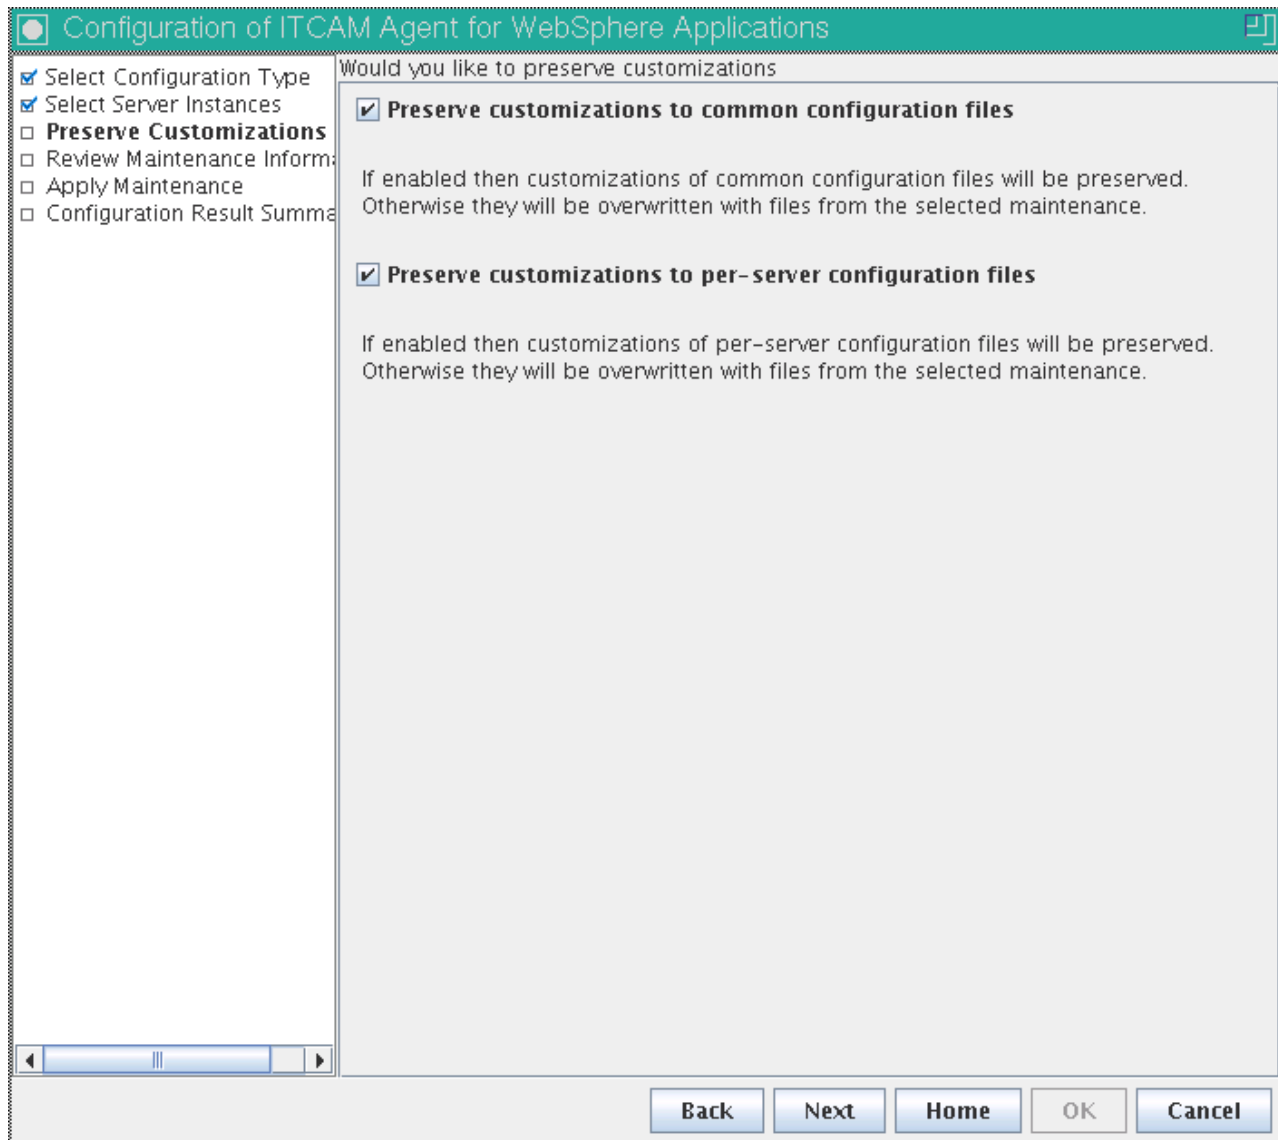 Configuration of ITCAM Agent for WebSphere Applications
Select Configuration Type
Select Server Instances
Preserve Customizations
Review Maintenance Informa
Apply Maintenance
Configuration Result Summa
Would you like to preserve customizations
Preserve customizations to common configuration files
If enabled then customizations of common configuration files will be preserved.
Otherwise they will be overwritten with files from the selected maintenance.
Preserve customizations to per-server configuration files
If enabled then customizations of per-server configuration files will be preserved.
Otherwise they will be overwritten with files from the selected maintenance.
Back Next Home OK Cancel